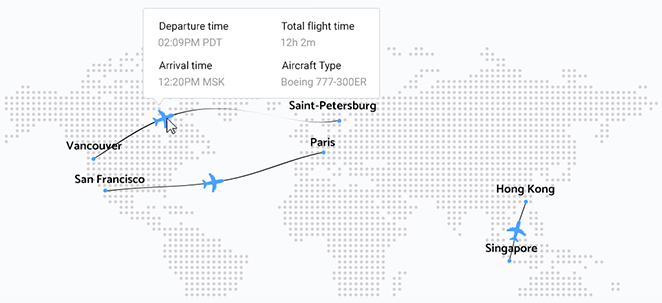 Departure time
Total flight time
02:09PM PDT
12h 2m
Arrival time
Aircraft Type
12:20PM MSK
Boeing 777-300ER
Saint-Petersburg
Vancouver
Paris
San Francisco
Hong Kong
Singapore